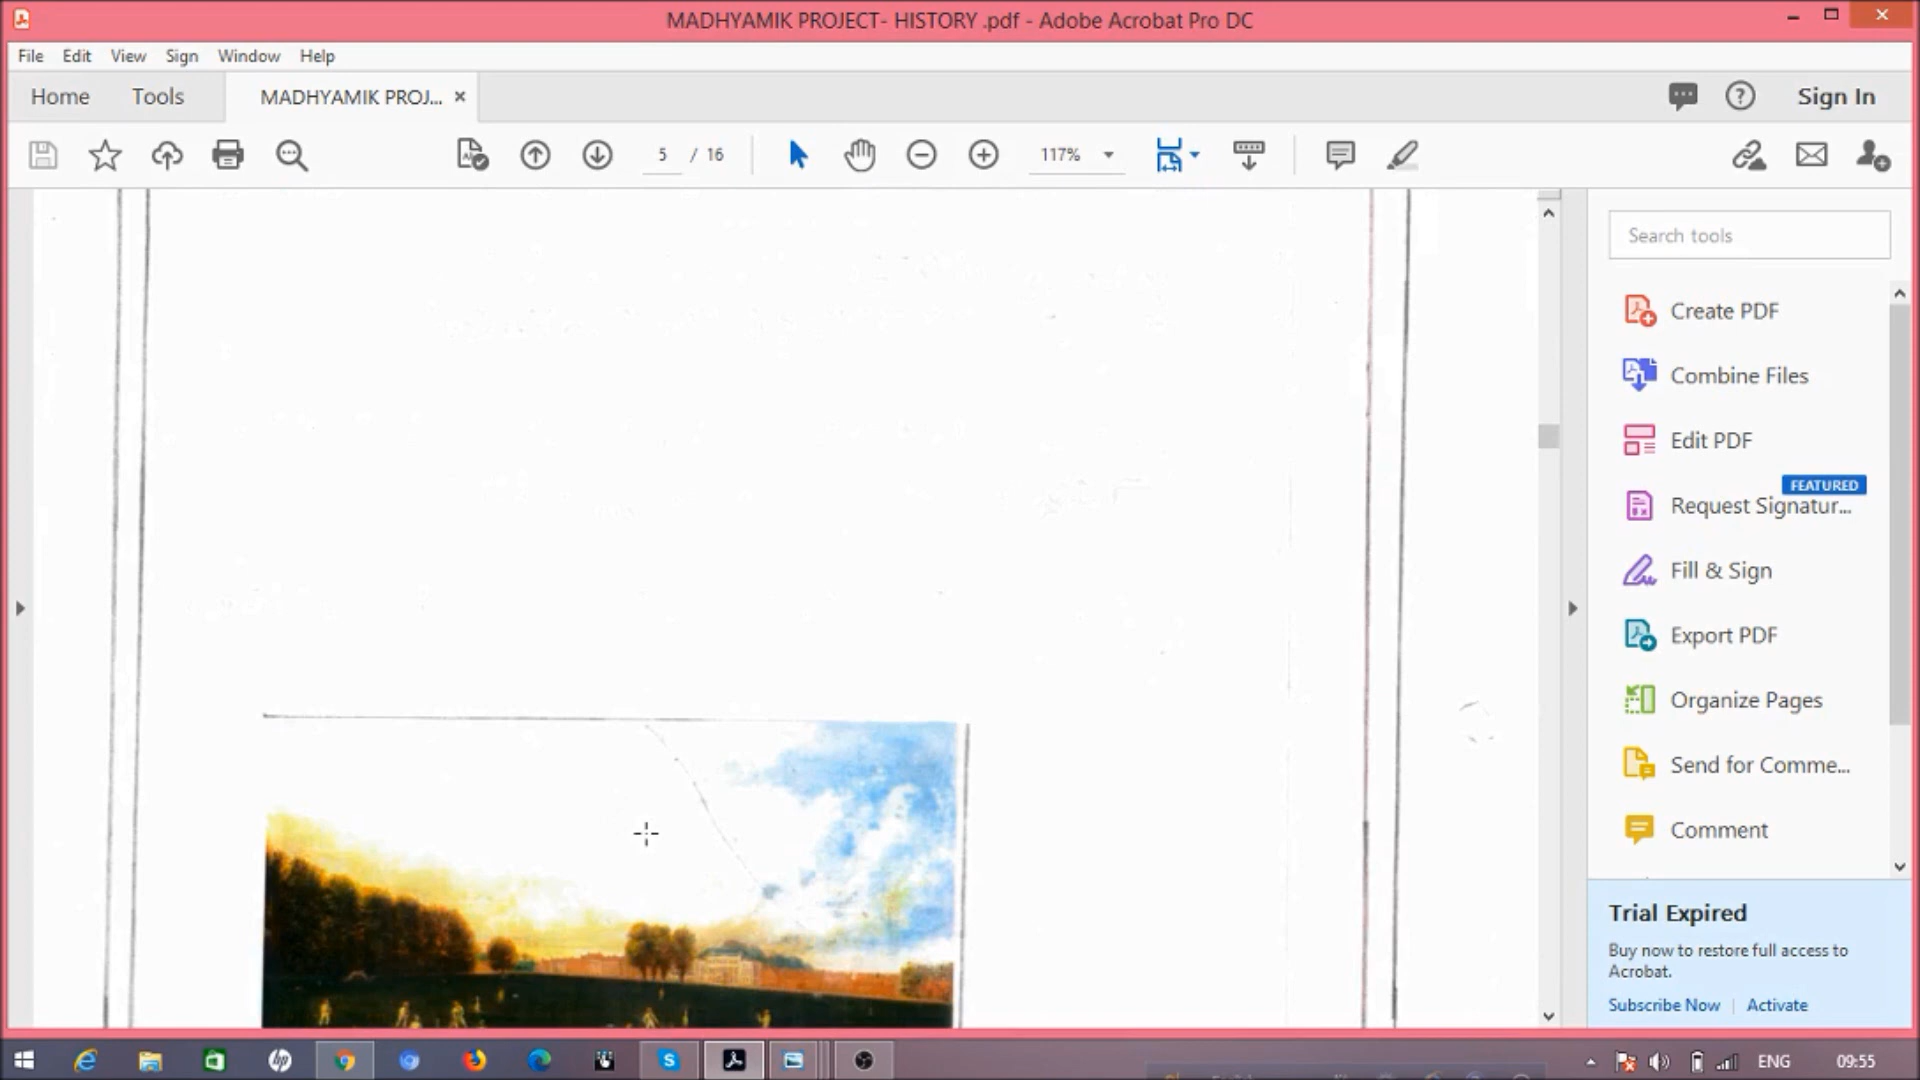 MADHYAMIK PROJECT- HISTORY .pdf - Adobe Acrobat Pro DC
File Edit View Sign Window Help
Home Tools MADHYAMIK PROJ... × Sign In
5 / 16 117%
Search tools
Create PDF
Combine Files
Edit PDF
FEATURED
Request Signatur...
Fill & Sign
Export PDF
Organize Pages
Send for Comme...
Comment
Trial Expired
Buy now to restore full access to
Acrobat.
Subscribe Now Activate
ENG 09:55